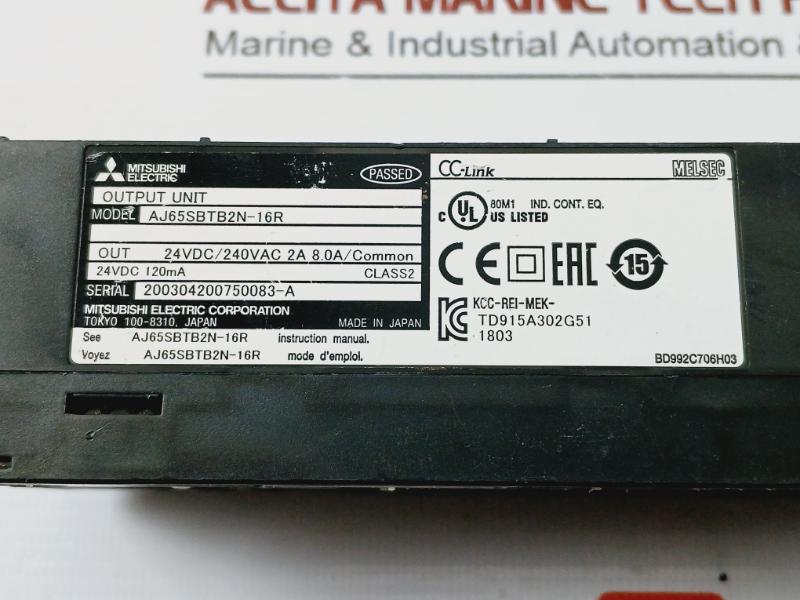 Marine & Industrial Automation &
MITSUBISHI
ELECTRIC
PASSED
OUTPUT UNIT
MODEL AJ65SBTB2N-16R
OUT 24VDC/240VAC 2A 8.0A/Common
24VDC 120mA CLASS2
SERIAL 200304200750083-A
MITSUBISHI ELECTRIC CORPORATION
TOKYO 100-8310, JAPAN MADE IN JAPAN
See AJ65SBTB2N-16R instruction manual.
Voyez AJ65SBTB2N-16R mode d'emploi.
CC-Link
MELSEC
C UL US LISTED
80M1 IND. CONT. EQ.
CE EAC 15
KCC-REI-MEK-
TD915A302G51
1803
BD992C706H03